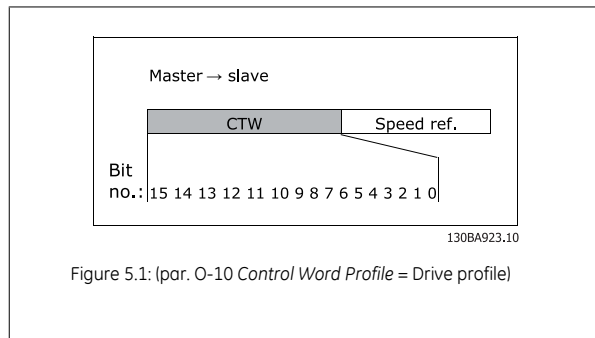 Master → slave
CTW Speed ref.
Bit
no.: 15 14 13 12 11 10 9 8 7 6 5 4 3 2 1 0
130BA923.10
Figure 5.1: (par. O-10 Control Word Profile = Drive profile)